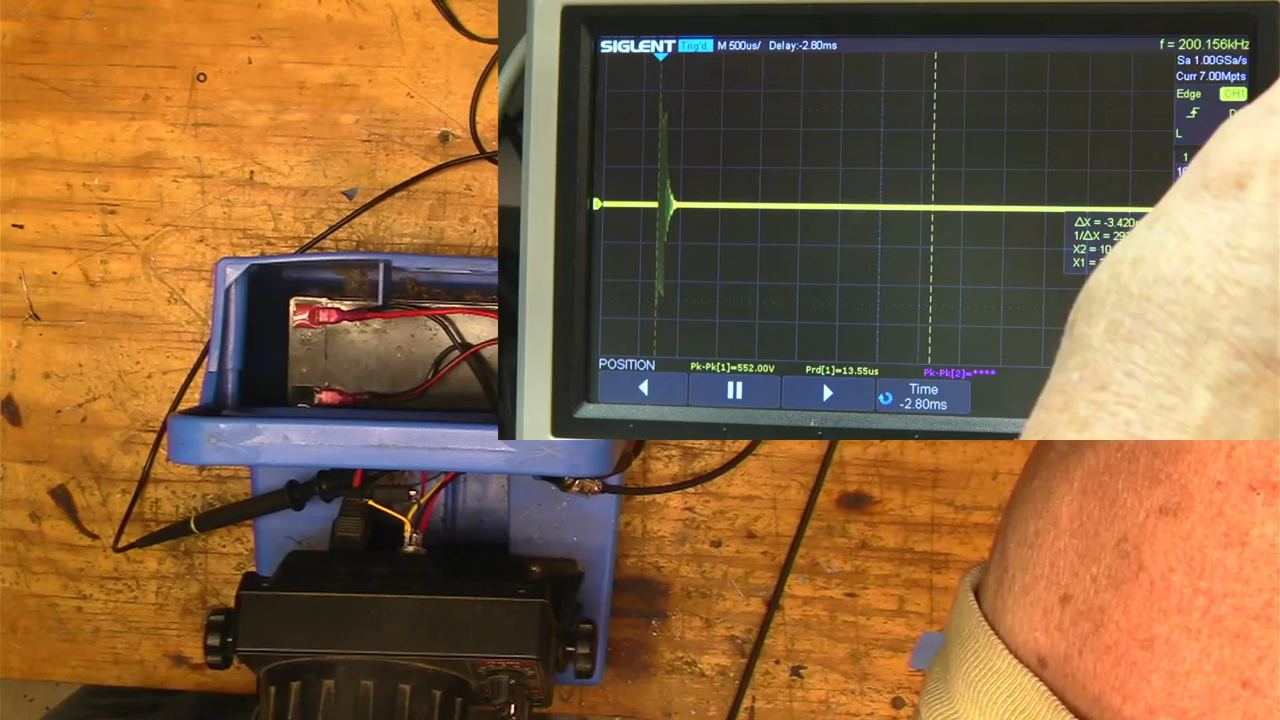 SIGLENT Trig'd M 500us/ Delay:-2.80ms f = 200.156kHz
Sa 1.00GSa/s
Curr 7.00Mpts
Edge CH1
L
1
ΔX = -3.420
1/ΔX = 29
X2 = 10
X1 =
POSITION Pk-Pk[1]=552.00V Prd[1]=13.55us Pk-Pk[2]=****
Time
-2.80ms